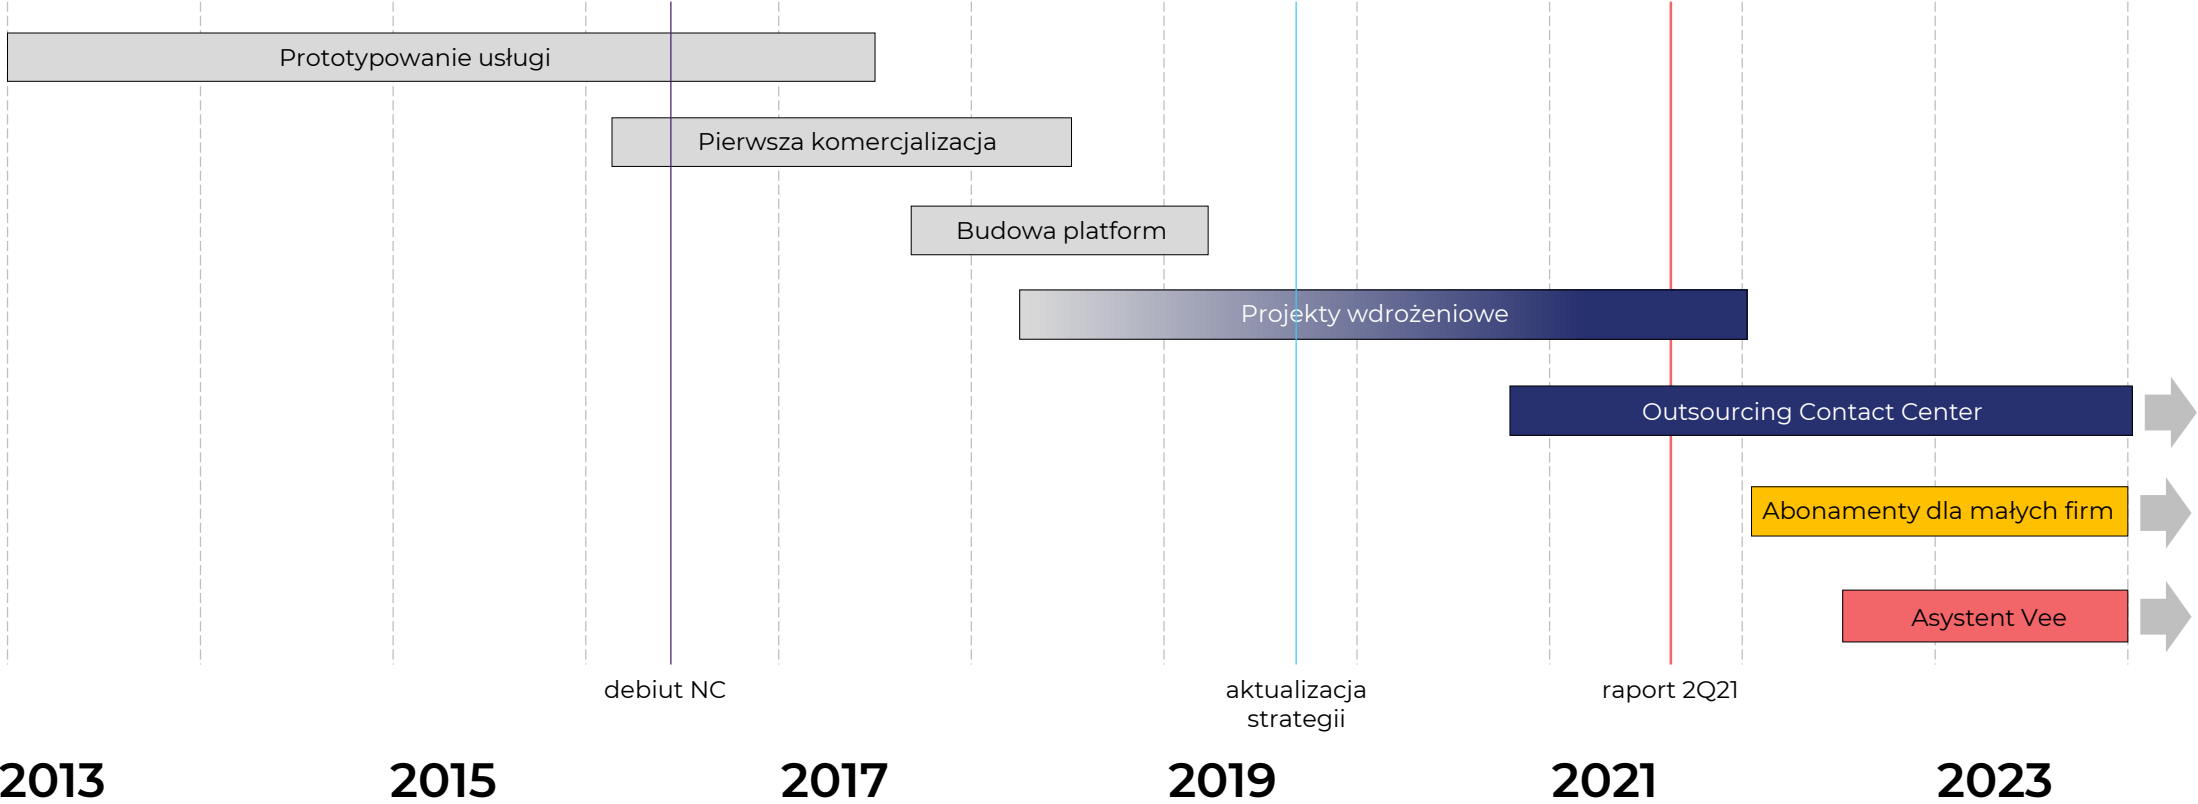 Prototypowanie usługi
Pierwsza komercjalizacja
Budowa platform
Projekty wdrożeniowe
Outsourcing Contact Center
Abonamenty dla małych firm
Asystent Vee
debiut NC
aktualizacja
strategii
raport 2Q21
2013
2015
2017
2019
2021
2023